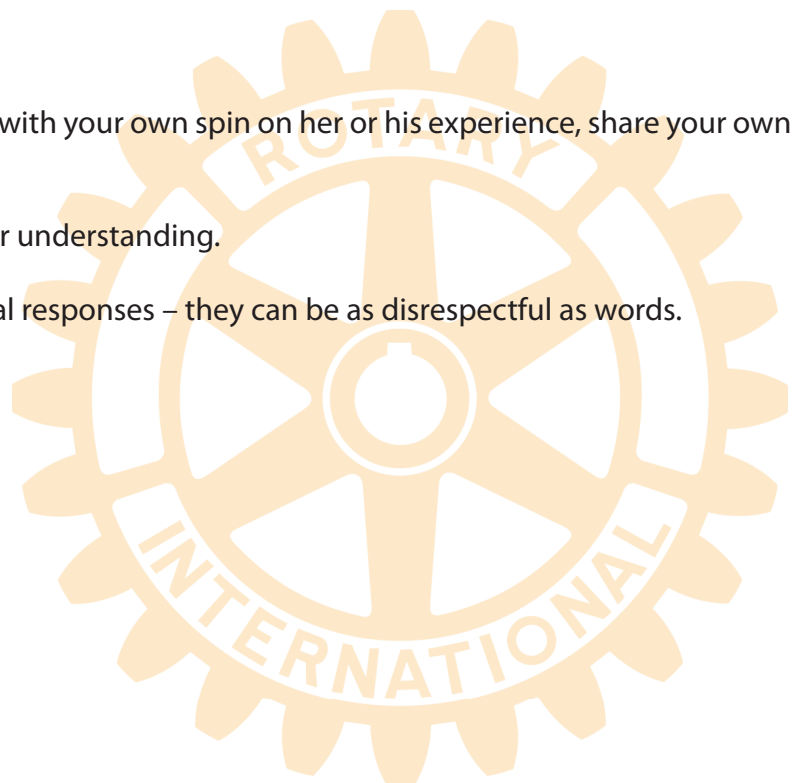 with your own spin on her or his experience, share your own
r understanding.
al responses – they can be as disrespectful as words.
ROTARY
INTERNATIONAL